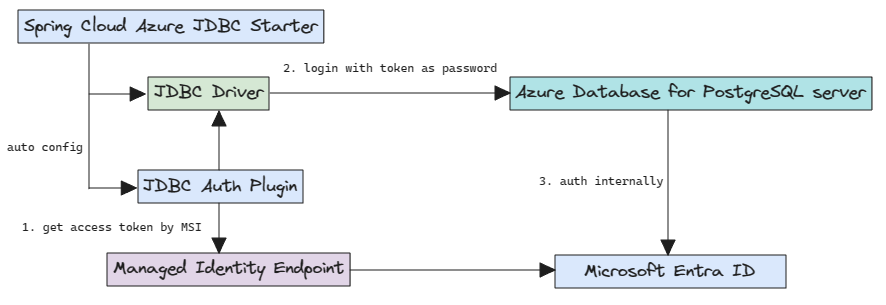 Spring Cloud Azure JDBC Starter
2. login with token as password
JDBC Driver
Azure Database for PostgreSQL server
auto config
JDBC Auth Plugin
3. auth internally
1. get access token by MSI
Managed Identity Endpoint
Microsoft Entra ID